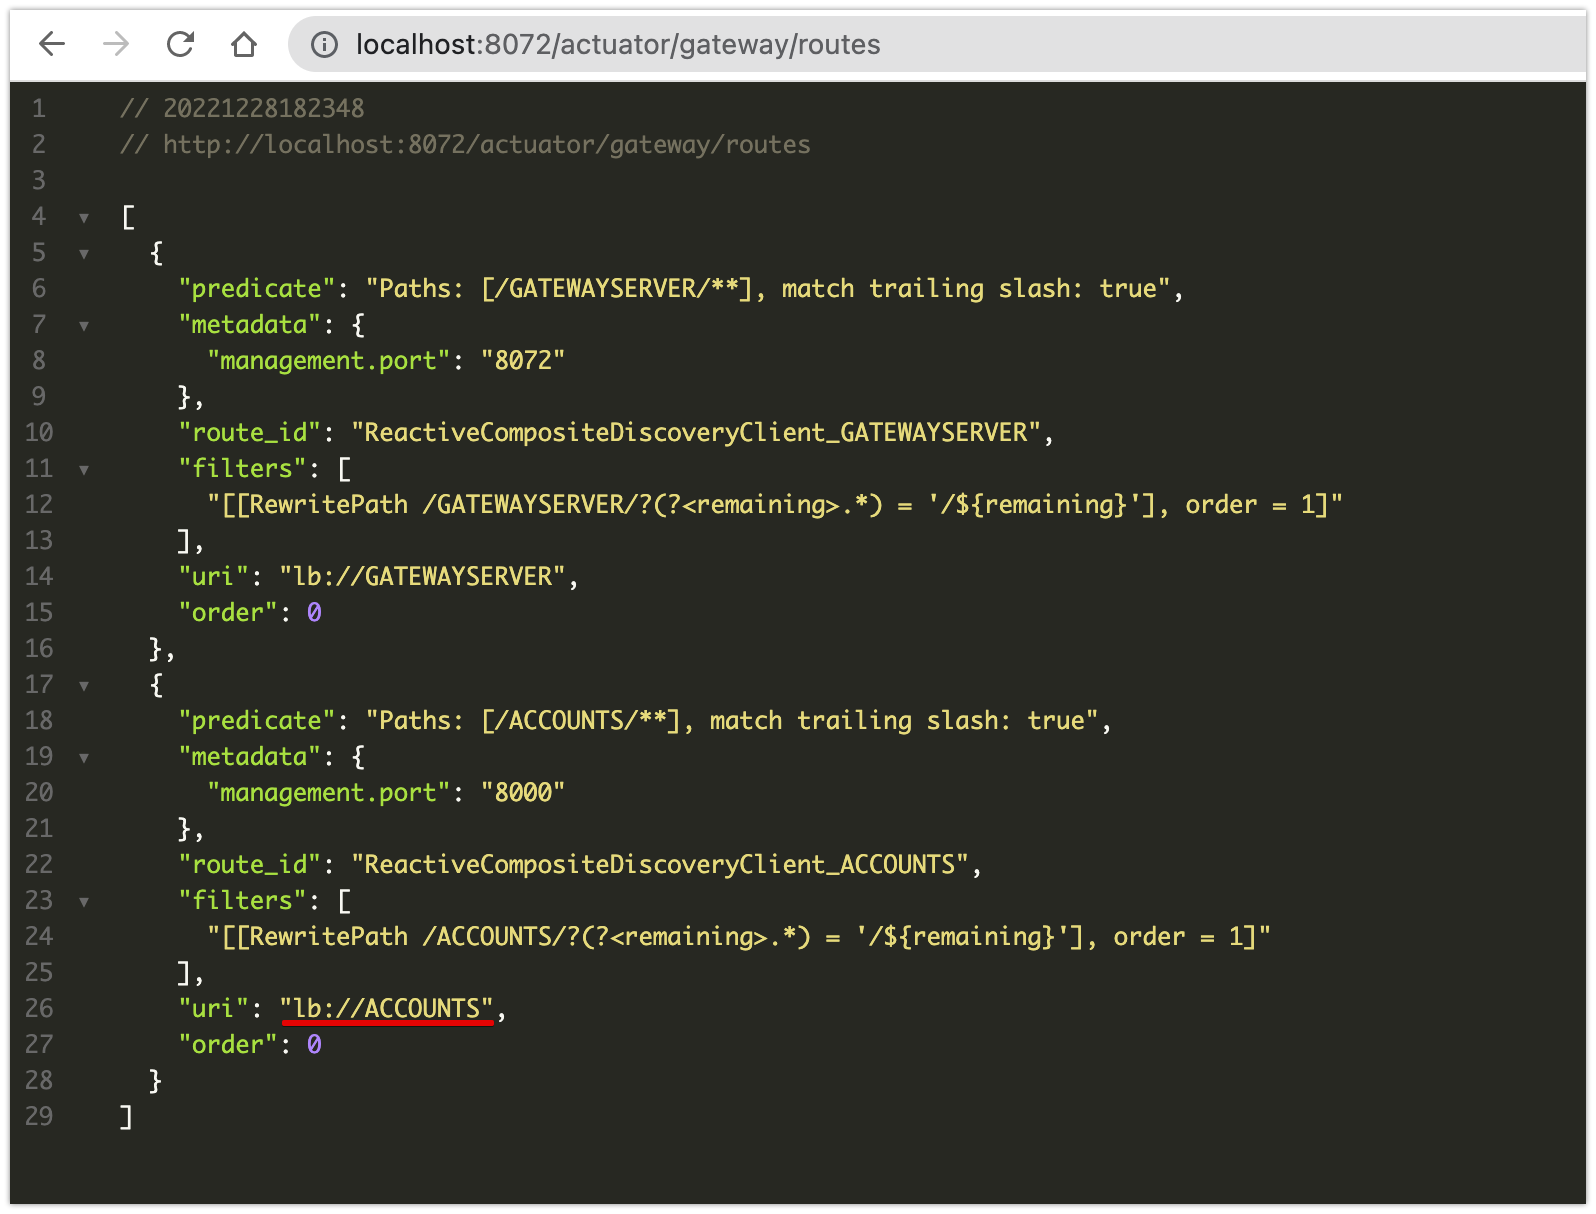 localhost:8072/actuator/gateway/routes
1 // 20221228182348
2 // http://localhost:8072/actuator/gateway/routes
3
4 [
5 {
6 "predicate": "Paths: [/GATEWAYSERVER/**], match trailing slash: true",
7 "metadata": {
8 "management.port": "8072"
9 },
10 "route_id": "ReactiveCompositeDiscoveryClient_GATEWAYSERVER",
11 "filters": [
12 "[[RewritePath /GATEWAYSERVER/?(?<remaining>.*) = '/${remaining}'], order = 1]"
13 ],
14 "uri": "lb://GATEWAYSERVER",
15 "order": 0
16 },
17 {
18 "predicate": "Paths: [/ACCOUNTS/**], match trailing slash: true",
19 "metadata": {
20 "management.port": "8000"
21 },
22 "route_id": "ReactiveCompositeDiscoveryClient_ACCOUNTS",
23 "filters": [
24 "[[RewritePath /ACCOUNTS/?(?<remaining>.*) = '/${remaining}'], order = 1]"
25 ],
26 "uri": "lb://ACCOUNTS",
27 "order": 0
28 }
29 ]